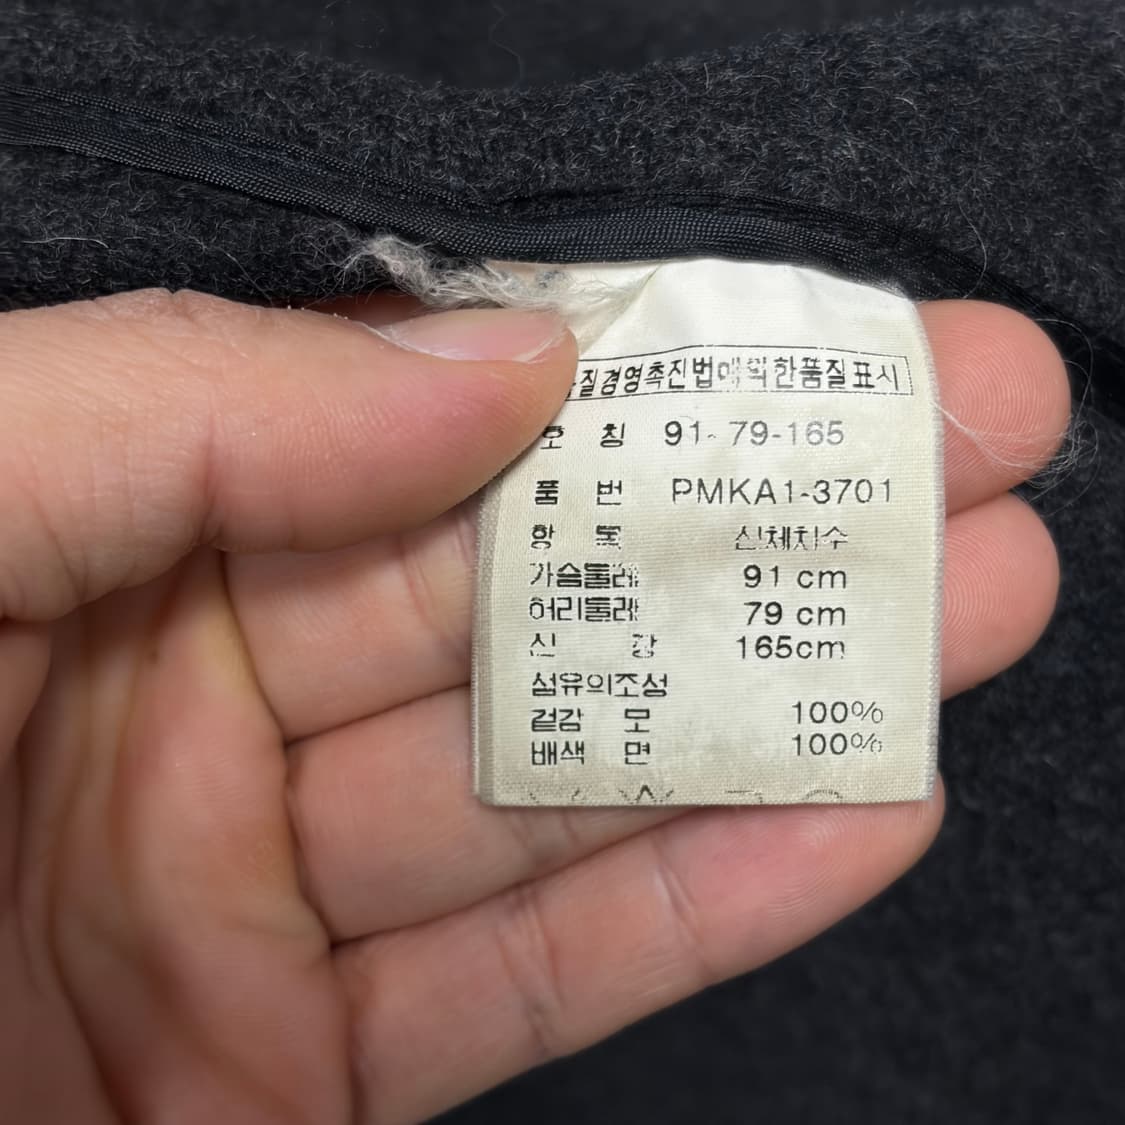 품질경영촉진법에의한품질표시
호 칭 91-79-165
품 번 PMKA1-3701
항 목 신체치수
가슴둘레 91 cm
허리둘레 79 cm
신 장 165cm
섬유의조성
겉감 모 100%
배색 면 100%